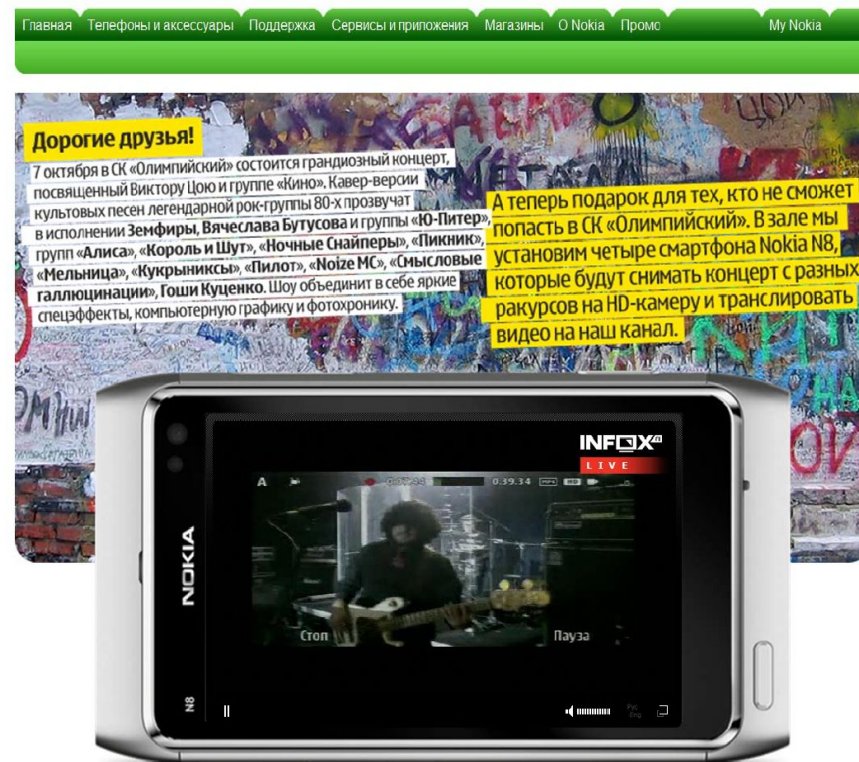 Главная Телефоны и аксессуары Поддержка Сервисы и приложения Магазины О Nokia Промо My Nokia
Дорогие друзья!
7 октября в СК «Олимпийский» состоится грандиозный концерт,
посвященный Виктору Цою и группе «Кино». Кавер-версии
культовых песен легендарной рок-группы 80-х прозвучат
в исполнении Земфиры, Вячеслава Бутусова и группы «Ю-Питер»,
групп «Алиса», «Король и Шут», «Ночные Снайперы», «Пикник»,
«Мельница», «Кукрыниксы», «Пилот», «Noize MC», «Смысловые
галлюцинации», Гоши Куценко. Шоу объединит в себе яркие
спецэффекты, компьютерную графику и фотохронику.
А теперь подарок для тех, кто не сможет
попасть в СК «Олимпийский». В зале мы
установим четыре смартфона Nokia N8,
которые будут снимать концерт с разных
ракурсов на HD-камеру и транслировать
видео на наш канал.
INFOX
LIVE
A 0.39.34 MP4 HD
Стоп Пауза
NOKIA
N8
Рус
Eng